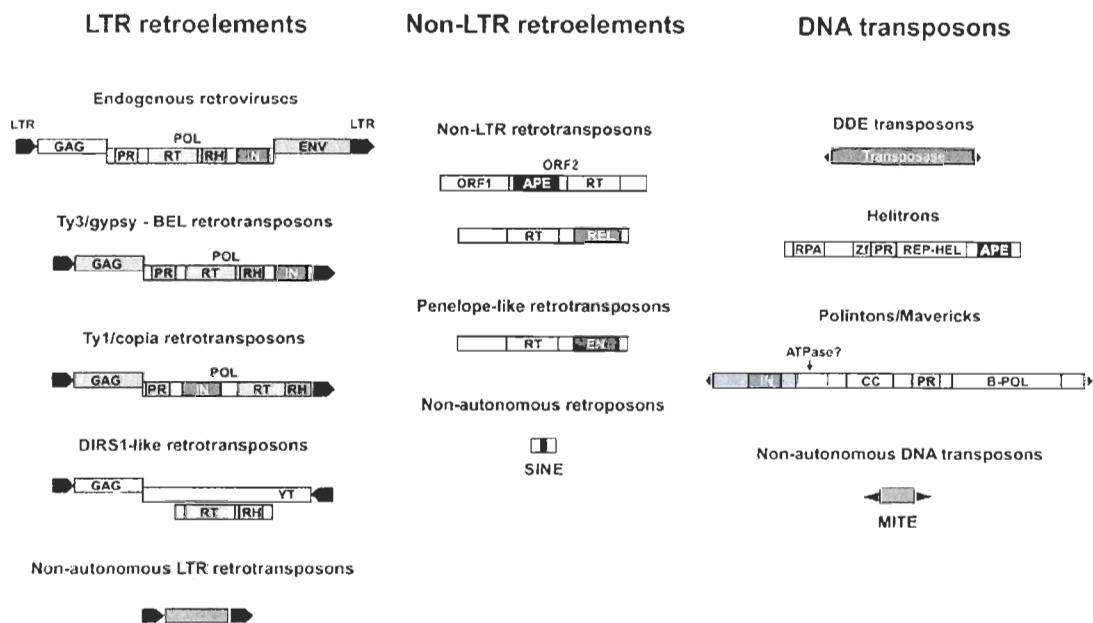 LTR retroelements
Endogenous retroviruses
LTR
POL
LTR
GAG
PR
RT
RH
IN
ENV
Ty3/gypsy - BEL retrotransposons
POL
GAG
PR
RT
RH
IN
Ty1/copia retrotransposons
POL
GAG
PR
IN
RT
RH
DIRS1-like retrotransposons
GAG
YT
RT
RH
Non-autonomous LTR retrotransposons
Non-LTR retroelements
Non-LTR retrotransposons
ORF2
ORF1
APE
RT
RT
REL
Penelope-like retrotransposons
RT
EN
Non-autonomous retroposons
SINE
DNA transposons
DDE transposons
Transposase
Helitrons
RPA
Zf
PR
REP-HEL
APE
Polintons/Mavericks
ATPase?
IN
CC
PR
B-POL
Non-autonomous DNA transposons
MITE